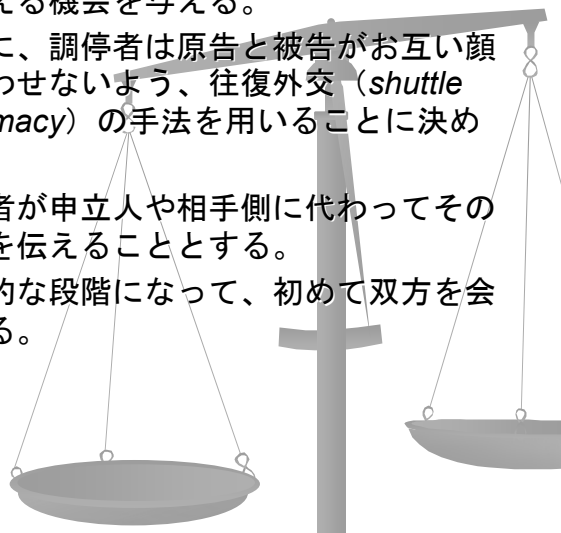 える機会を与える。
に、調停者は原告と被告がお互い顔
わせないよう、往復外交（shuttle
macy）の手法を用いることに決め
者が申立人や相手側に代わってその
を伝えることとする。
的な段階になって、初めて双方を会
る。